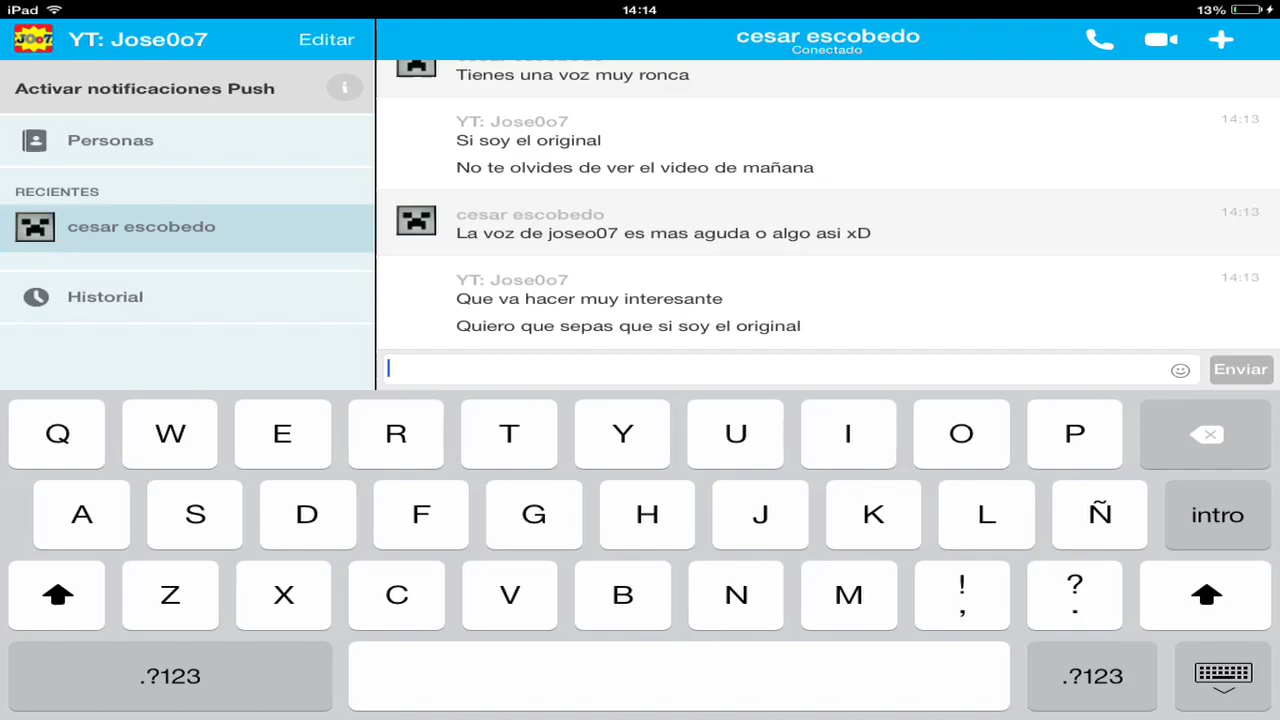 iPad
14:14
13%
YT: Jose0o7
Editar
Activar notificaciones Push
Personas
RECIENTES
cesar escobedo
Historial
cesar escobedo
Conectado
cesar escobedo
Tienes una voz muy ronca
YT: Jose0o7
14:13
Si soy el original
No te olvides de ver el video de mañana
cesar escobedo
14:13
La voz de joseo07 es mas aguda o algo asi xD
YT: Jose0o7
14:13
Que va hacer muy interesante
Quiero que sepas que si soy el original
Enviar
Q W E R T Y U I O P
A S D F G H J K L Ñ intro
Z X C V B N M ! , ? .
.?123 .?123